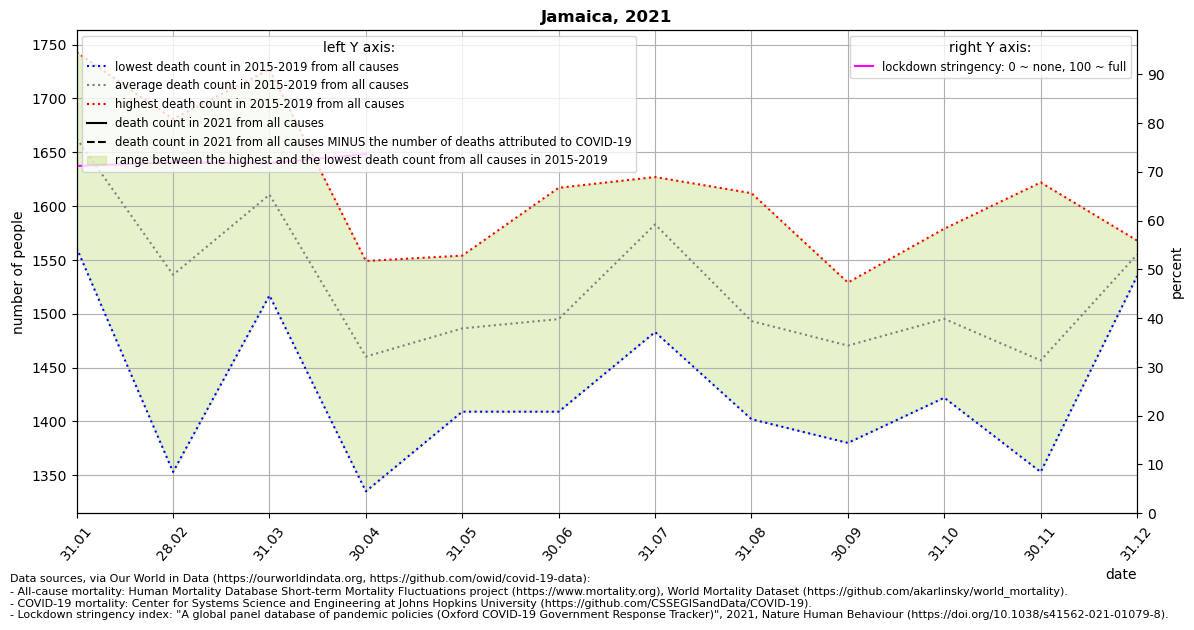 Jamaica, 2021
left Y axis:
lowest death count in 2015-2019 from all causes
average death count in 2015-2019 from all causes
highest death count in 2015-2019 from all causes
death count in 2021 from all causes
death count in 2021 from all causes MINUS the number of deaths attributed to COVID-19
range between the highest and the lowest death count from all causes in 2015-2019
right Y axis:
lockdown stringency: 0 ~ none, 100 ~ full
number of people
1750
1700
1650
1600
1550
1500
1450
1400
1350
percent
90
80
70
60
50
40
30
20
10
0
31.01
28.02
31.03
30.04
31.05
30.06
31.07
31.08
30.09
31.10
30.11
31.12
date
Data sources, via Our World in Data (https://ourworldindata.org, https://github.com/owid/covid-19-data):
- All-cause mortality: Human Mortality Database Short-term Mortality Fluctuations project (https://www.mortality.org), World Mortality Dataset (https://github.com/akarlinsky/world_mortality).
- COVID-19 mortality: Center for Systems Science and Engineering at Johns Hopkins University (https://github.com/CSSEGISandData/COVID-19).
- Lockdown stringency index: "A global panel database of pandemic policies (Oxford COVID-19 Government Response Tracker)", 2021, Nature Human Behaviour (https://doi.org/10.1038/s41562-021-01079-8).